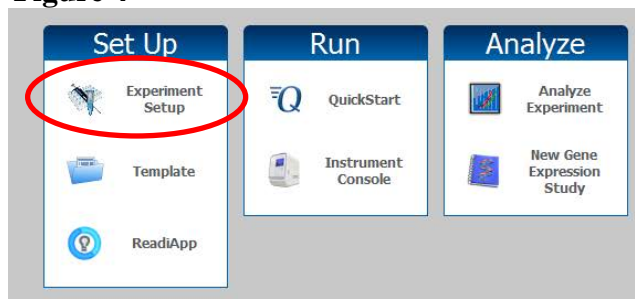 Set Up
Experiment
Setup
Template
ReadiApp
Run
QuickStart
Instrument
Console
Analyze
Analyze
Experiment
New Gene
Expression
Study